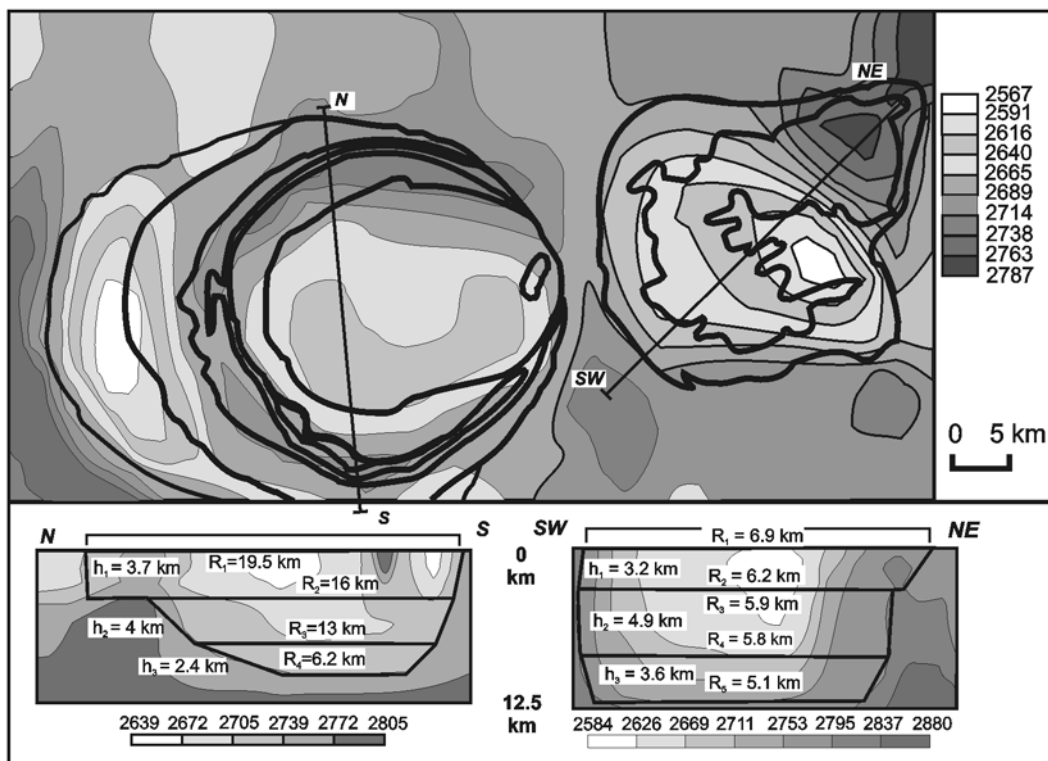 N
NE
SW
S
2567
2591
2616
2640
2665
2689
2714
2738
2763
2787
0 5 km
N S
h₁ = 3.7 km
R₁=19.5 km
R₂=16 km
h₂= 4 km
R₃=13 km
R₄=6.2 km
h₃= 2.4 km
2639 2672 2705 2739 2772 2805
0
km
12.5
km
SW NE
R₁ = 6.9 km
h₁ = 3.2 km
R₂ = 6.2 km
R₃ = 5.9 km
h₂ = 4.9 km
R₄ = 5.8 km
h₃ = 3.6 km
R₅ = 5.1 km
2584 2626 2669 2711 2753 2795 2837 2880